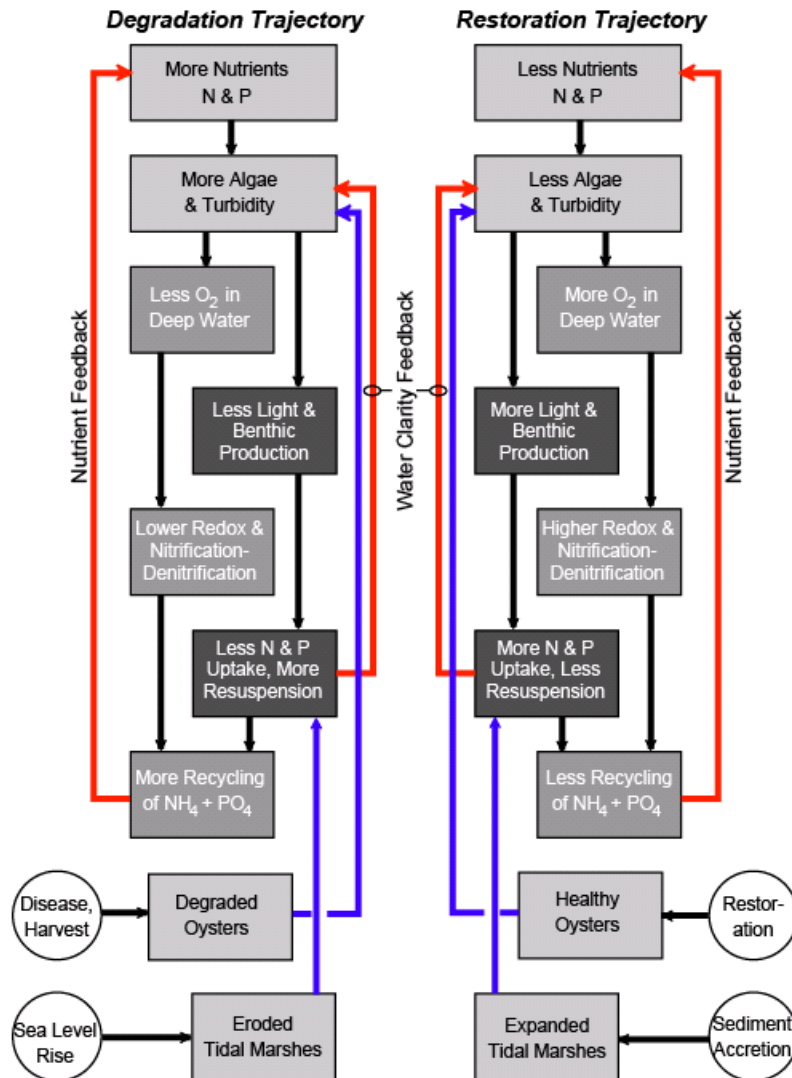 Degradation Trajectory
More Nutrients
N & P
More Algae
& Turbidity
Less O2 in
Deep Water
Less Light &
Benthic
Production
Lower Redox &
Nitrification-
Denitrification
Less N & P
Uptake, More
Resuspension
More Recycling
of NH4 + PO4
Nutrient Feedback
Disease,
Harvest
Degraded
Oysters
Sea Level
Rise
Eroded
Tidal Marshes
Water Clarity Feedback
Restoration Trajectory
Less Nutrients
N & P
Less Algae
& Turbidity
More O2 in
Deep Water
More Light &
Benthic
Production
Higher Redox &
Nitrification-
Denitrification
More N & P
Uptake, Less
Resuspension
Less Recycling
of NH4 + PO4
Nutrient Feedback
Healthy
Oysters
Restor-
ation
Expanded
Tidal Marshes
Sediment
Accretion